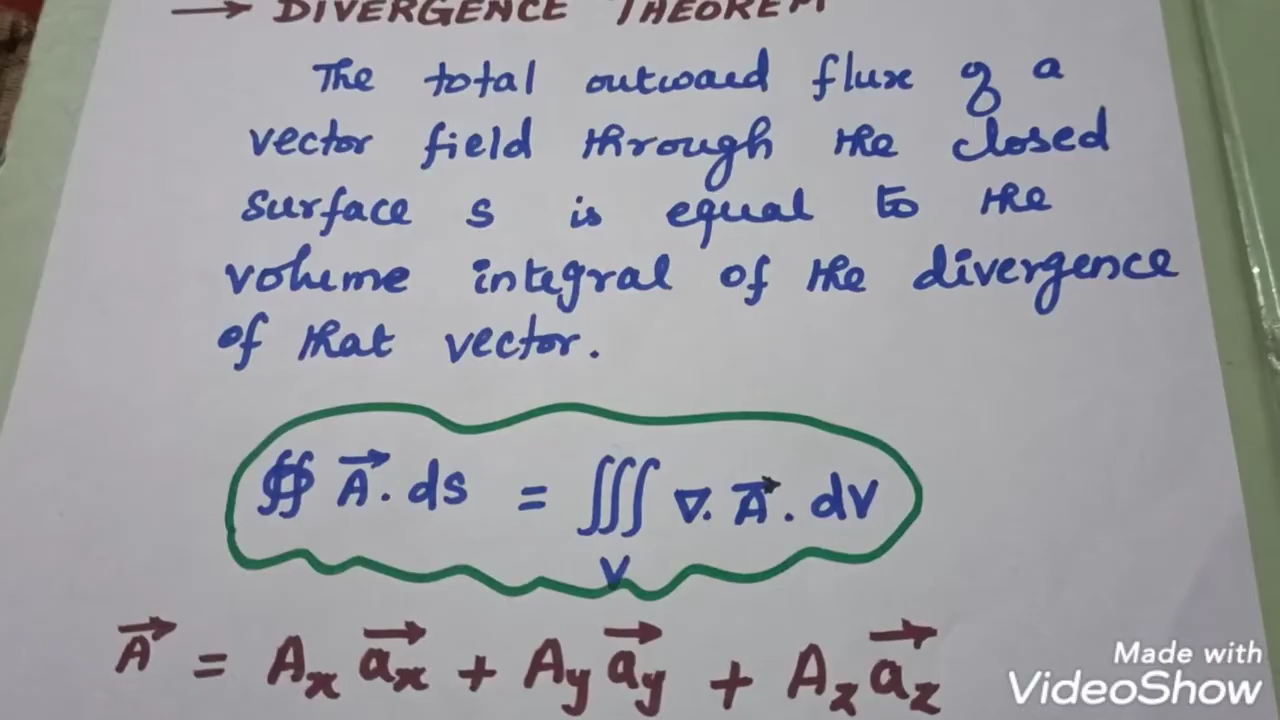 → DIVERGENCE THEOREM
The total outward flux of a
vector field through the closed
surface s is equal to the
volume integral of the divergence
of that vector.
∯ A⃗ . ds = ∭ ∇. A⃗ . dv
V
A⃗ = Aₓ a⃗ₓ + Ay a⃗y + Az a⃗z
Made with
VideoShow